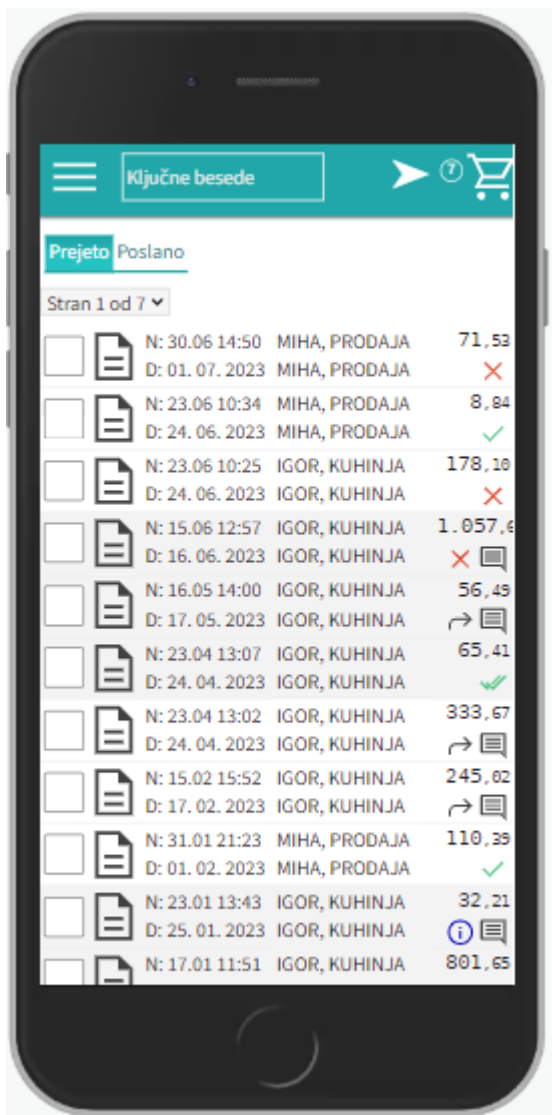 Ključne besede
7
Prejeto Poslano
Stran 1 od 7
N: 30.06 14:50 MIHA, PRODAJA 71,53
D: 01. 07. 2023 MIHA, PRODAJA
N: 23.06 10:34 MIHA, PRODAJA 8,84
D: 24. 06. 2023 MIHA, PRODAJA
N: 23.06 10:25 IGOR, KUHINJA 178,10
D: 24. 06. 2023 IGOR, KUHINJA
N: 15.06 12:57 IGOR, KUHINJA 1.057,6
D: 16. 06. 2023 IGOR, KUHINJA
N: 16.05 14:00 IGOR, KUHINJA 56,49
D: 17. 05. 2023 IGOR, KUHINJA
N: 23.04 13:07 IGOR, KUHINJA 65,41
D: 24. 04. 2023 IGOR, KUHINJA
N: 23.04 13:02 IGOR, KUHINJA 333,67
D: 24. 04. 2023 IGOR, KUHINJA
N: 15.02 15:52 IGOR, KUHINJA 245,02
D: 17. 02. 2023 IGOR, KUHINJA
N: 31.01 21:23 MIHA, PRODAJA 110,39
D: 01. 02. 2023 MIHA, PRODAJA
N: 23.01 13:43 IGOR, KUHINJA 32,21
D: 25. 01. 2023 IGOR, KUHINJA
N: 17.01 11:51 IGOR, KUHINJA 801,65